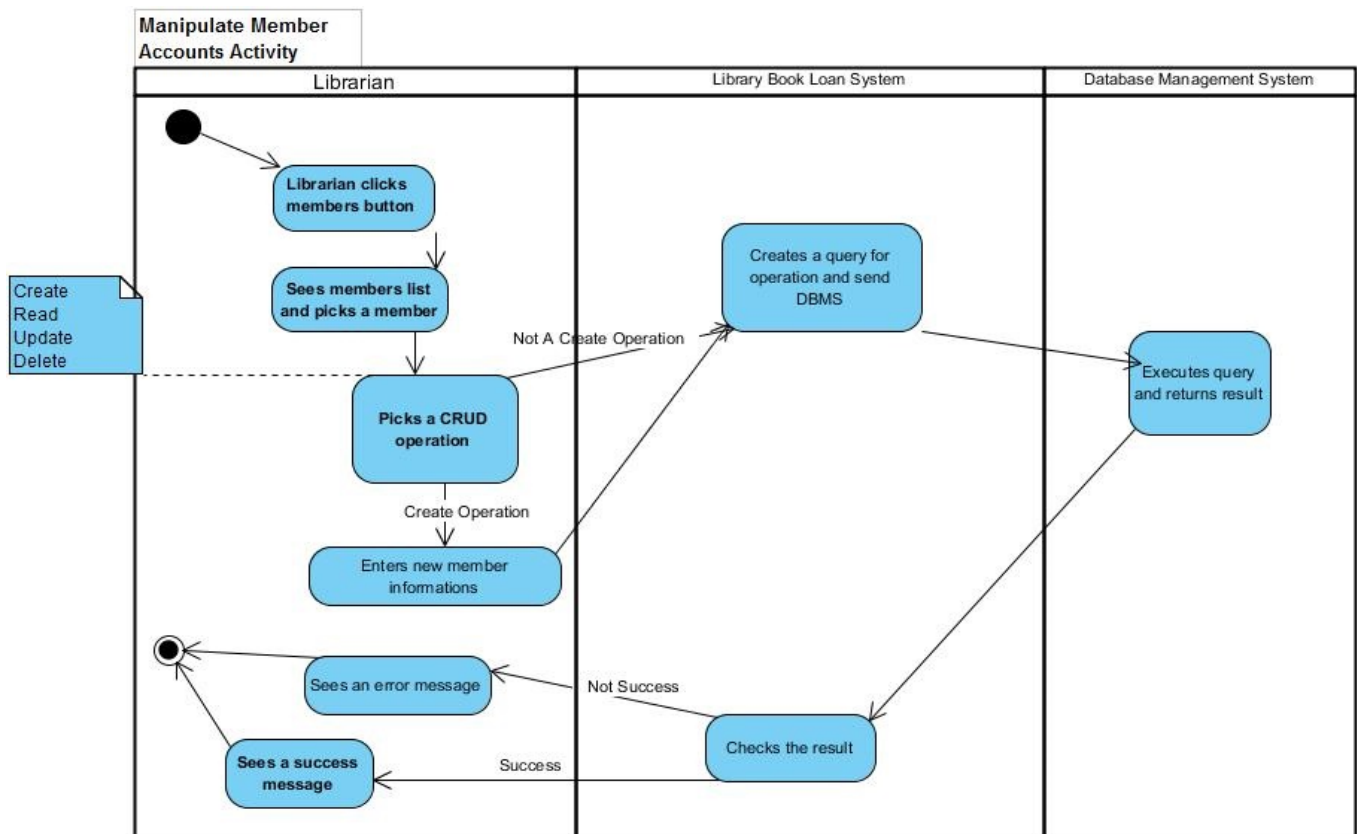 Manipulate Member
Accounts Activity
Librarian
Library Book Loan System
Database Management System
Librarian clicks
members button
Sees members list
and picks a member
Create
Read
Update
Delete
Picks a CRUD
operation
Not A Create Operation
Creates a query for
operation and send
DBMS
Executes query
and returns result
Create Operation
Enters new member
informations
Sees an error message
Not Success
Checks the result
Success
Sees a success
message